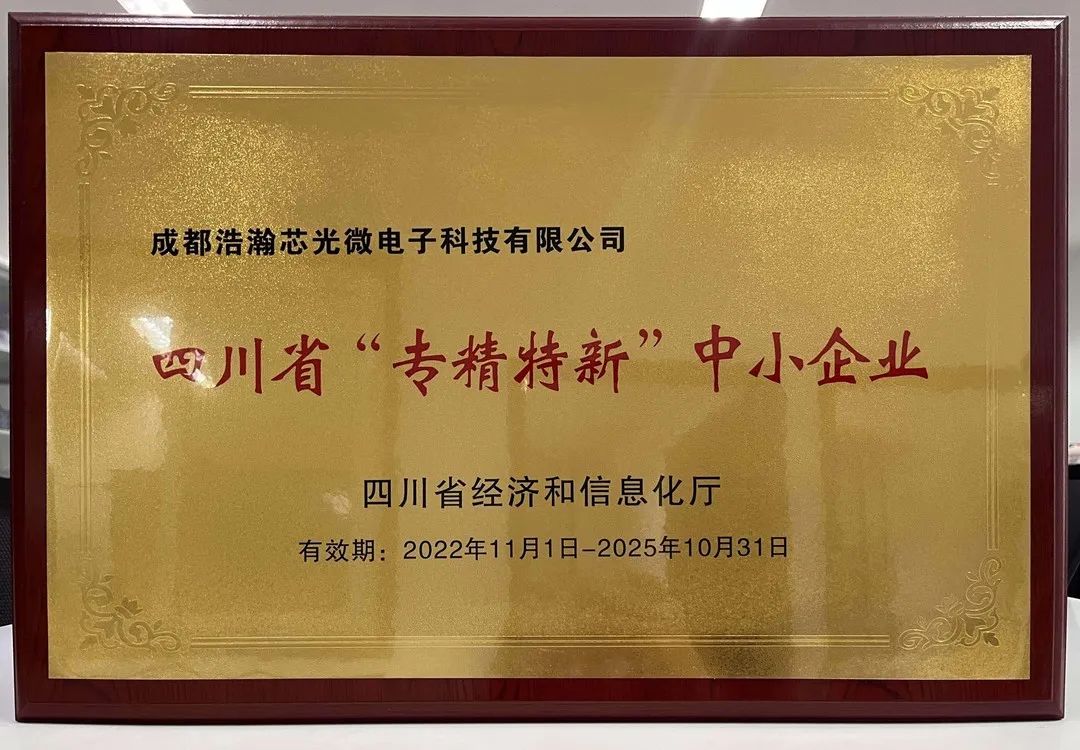 成都浩瀚芯光微电子科技有限公司
四川省“专精特新”中小企业
四川省经济和信息化厅
有效期：2022年11月1日-2025年10月31日